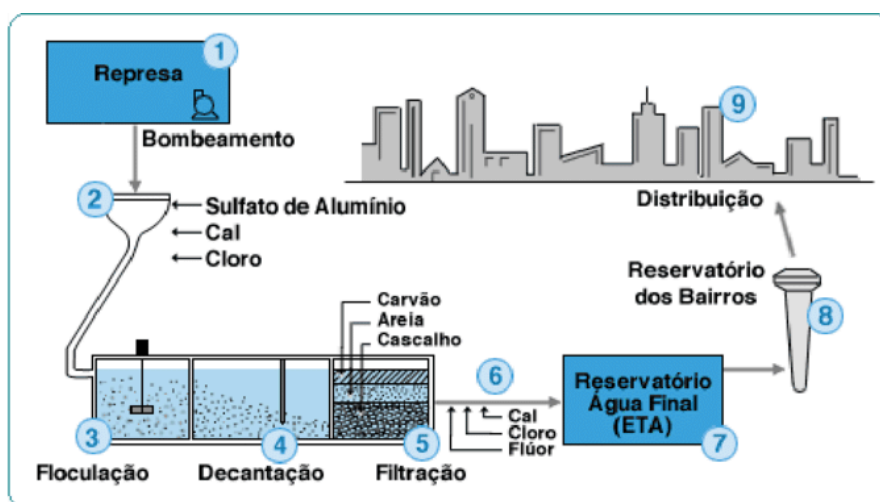 1
Represa
Bombeamento
2
Sulfato de Alumínio
Cal
Cloro
9
Distribuição
Reservatório
dos Bairros
8
Carvão
Areia
Cascalho
3
4
5
Floculação
Decantação
Filtração
6
Cal
Cloro
Flúor
Reservatório
Água Final
(ETA)
7